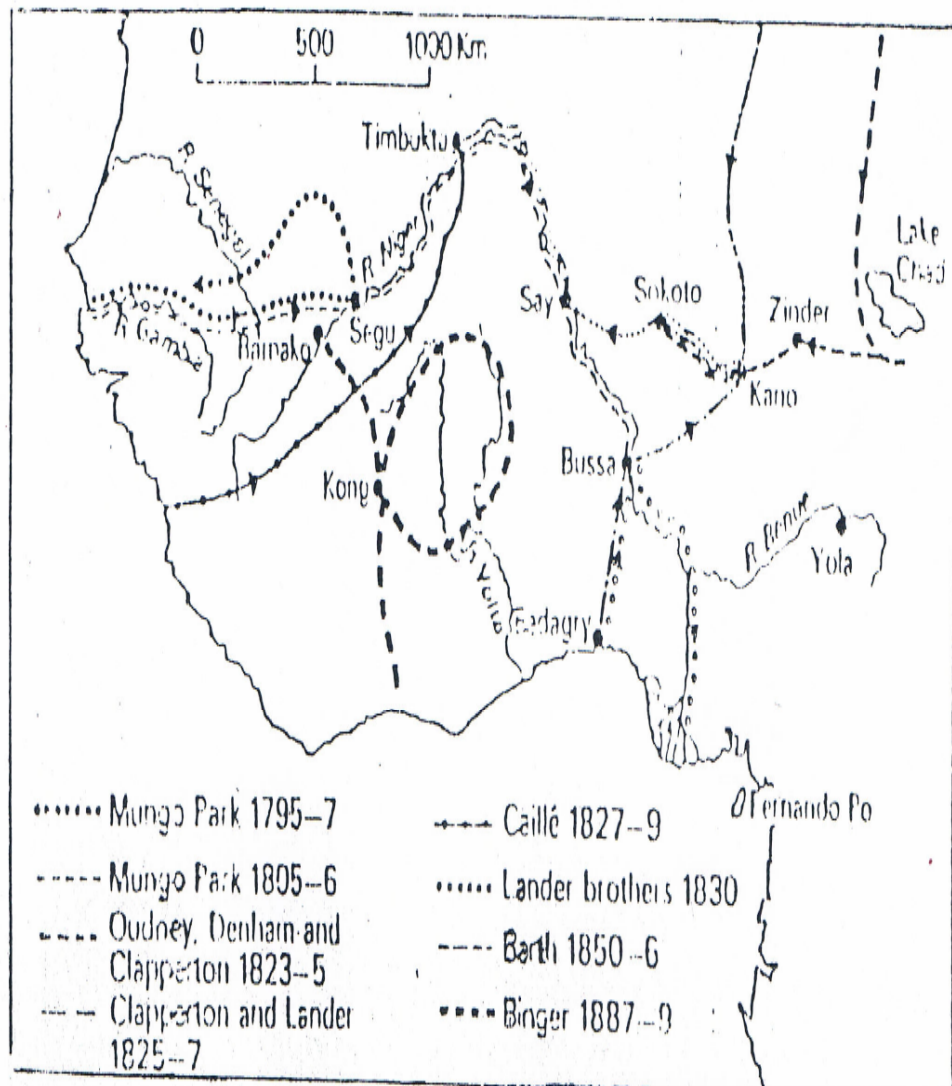 0 500 1000 Km
Timbuktu
R. Senegal
R. Niger
Lake Chad
Say
Sokoto
Zinder
R. Gambia
Bamako
Segu
Kano
Kong
Bussa
R. Benue
Yola
R. Volta
Badagry
Mungo Park 1795–7
Mungo Park 1805–6
Oudney, Denham and
Clapperton 1823–5
Clapperton and Lander
1825–7
Caillé 1827–9
Lander brothers 1830
Barth 1850–6
Binger 1887–9
Fernando Po